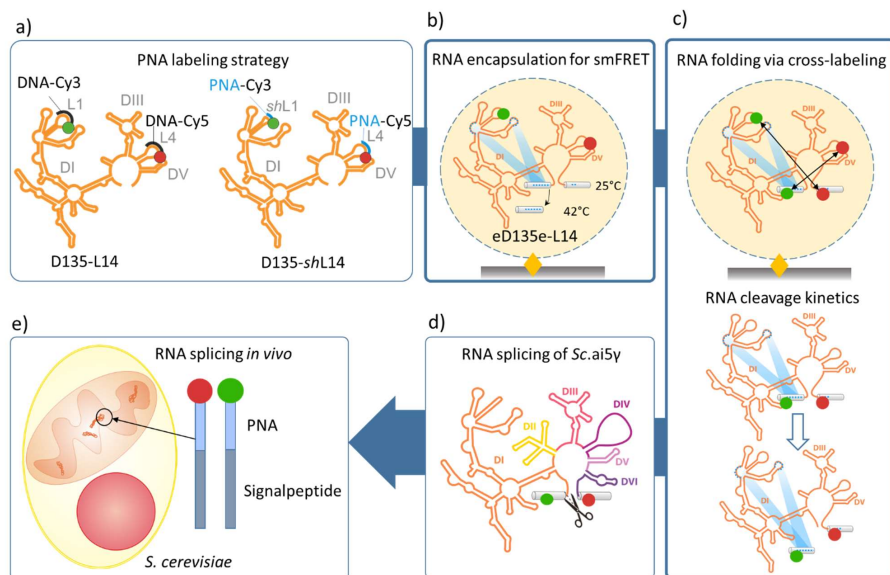 a)
PNA labeling strategy
DNA-Cy3
L1
DIII
DNA-Cy5
L4
DI
DV
D135-L14
PNA-Cy3
shL1
DIII
PNA-Cy5
L4
DI
DV
D135-shL14
b)
RNA encapsulation for smFRET
DIII
DI
DV
25°C
42°C
eD135e-L14
c)
RNA folding via cross-labeling
DIII
DI
DV
RNA cleavage kinetics
DIII
DI
DV
DIII
DI
DV
d)
RNA splicing of Sc.ai5γ
DIII
DIV
DII
DI
DV
DVI
e)
RNA splicing in vivo
PNA
Signalpeptide
S. cerevisiae